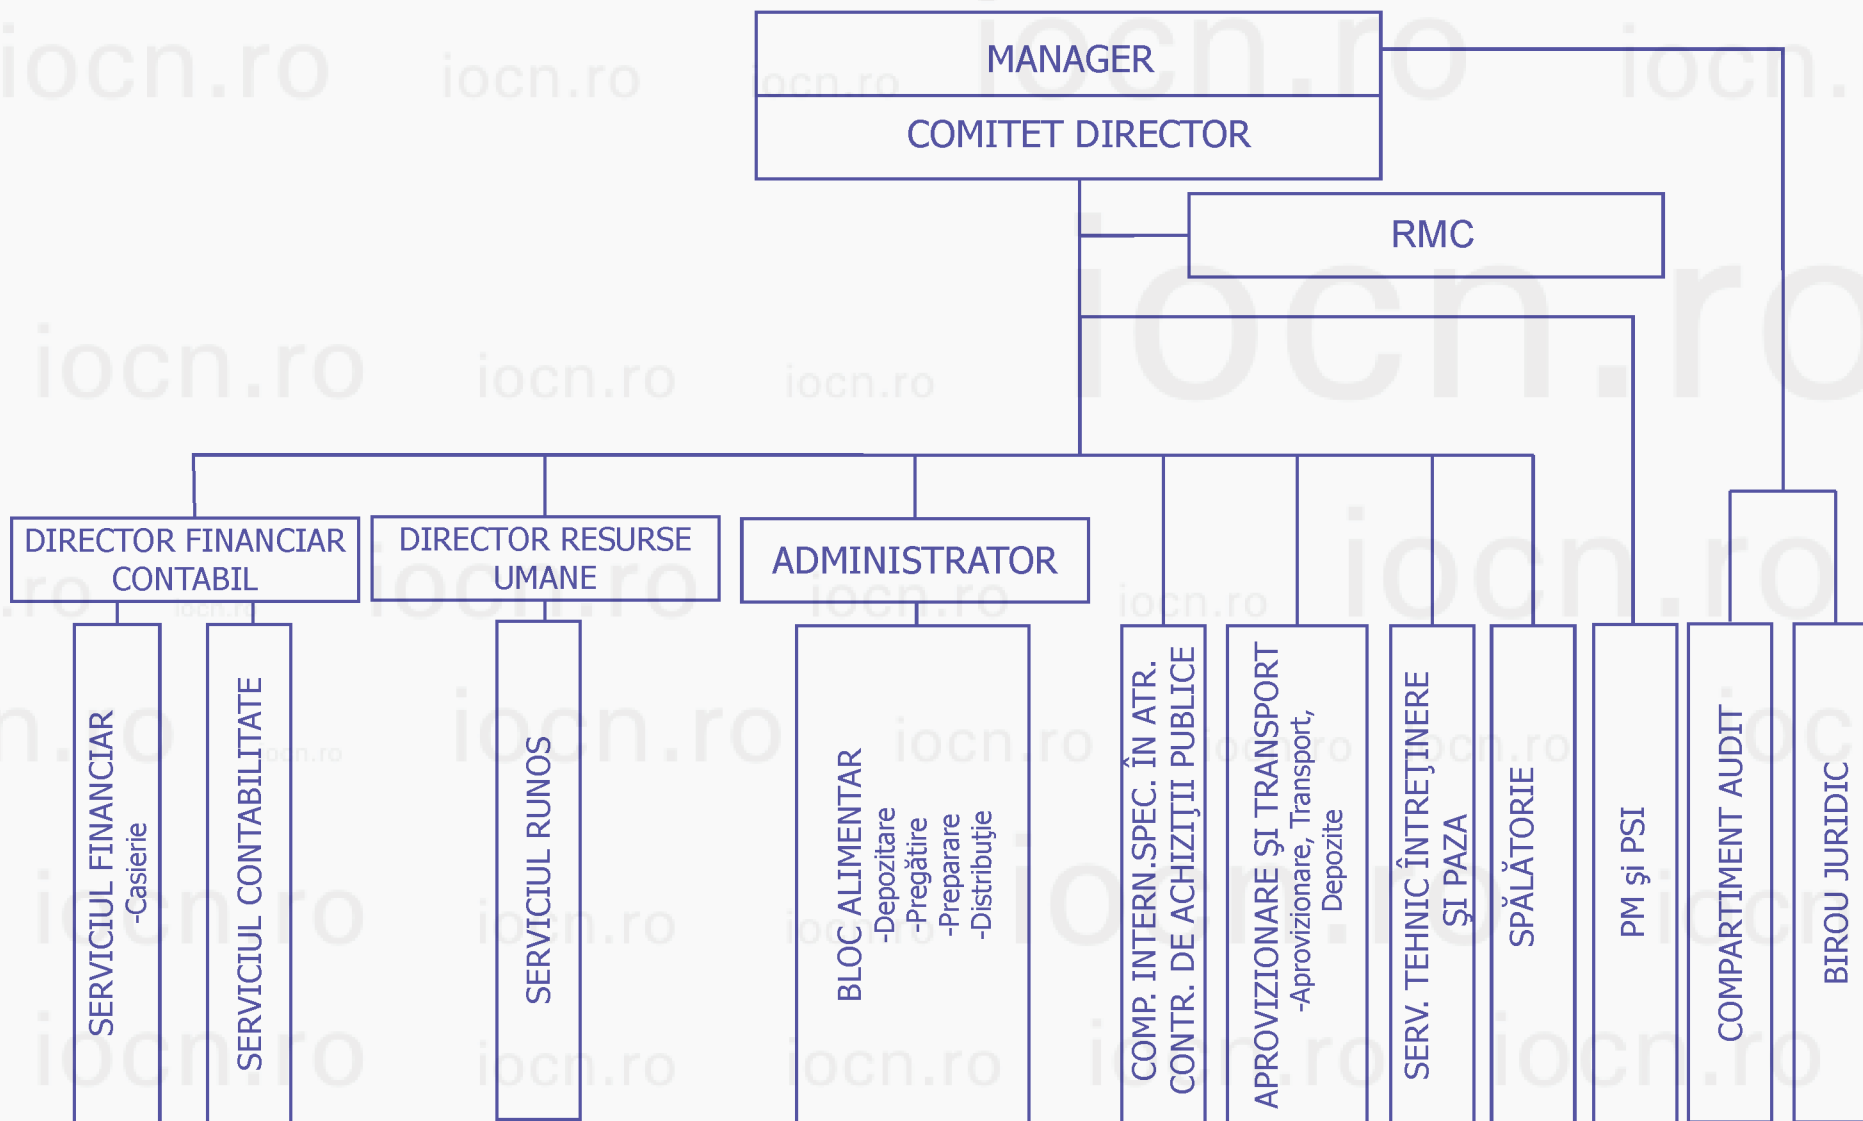 MANAGER
COMITET DIRECTOR
RMC
DIRECTOR FINANCIAR
CONTABIL
DIRECTOR RESURSE
UMANE
ADMINISTRATOR
SERVICIUL FINANCIAR
-Casierie
SERVICIUL CONTABILITATE
SERVICIUL RUNOS
BLOC ALIMENTAR
-Depozitare
-Pregătire
-Preparare
-Distribuţie
COMP. INTERN.SPEC. ÎN ATR.
CONTR. DE ACHIZIŢII PUBLICE
APROVIZIONARE ŞI TRANSPORT
-Aprovizionare, Transport,
Depozite
SERV. TEHNIC ÎNTREŢINERE
ŞI PAZA
SPĂLĂTORIE
PM şi PSI
COMPARTIMENT AUDIT
BIROU JURIDIC
iocn.ro